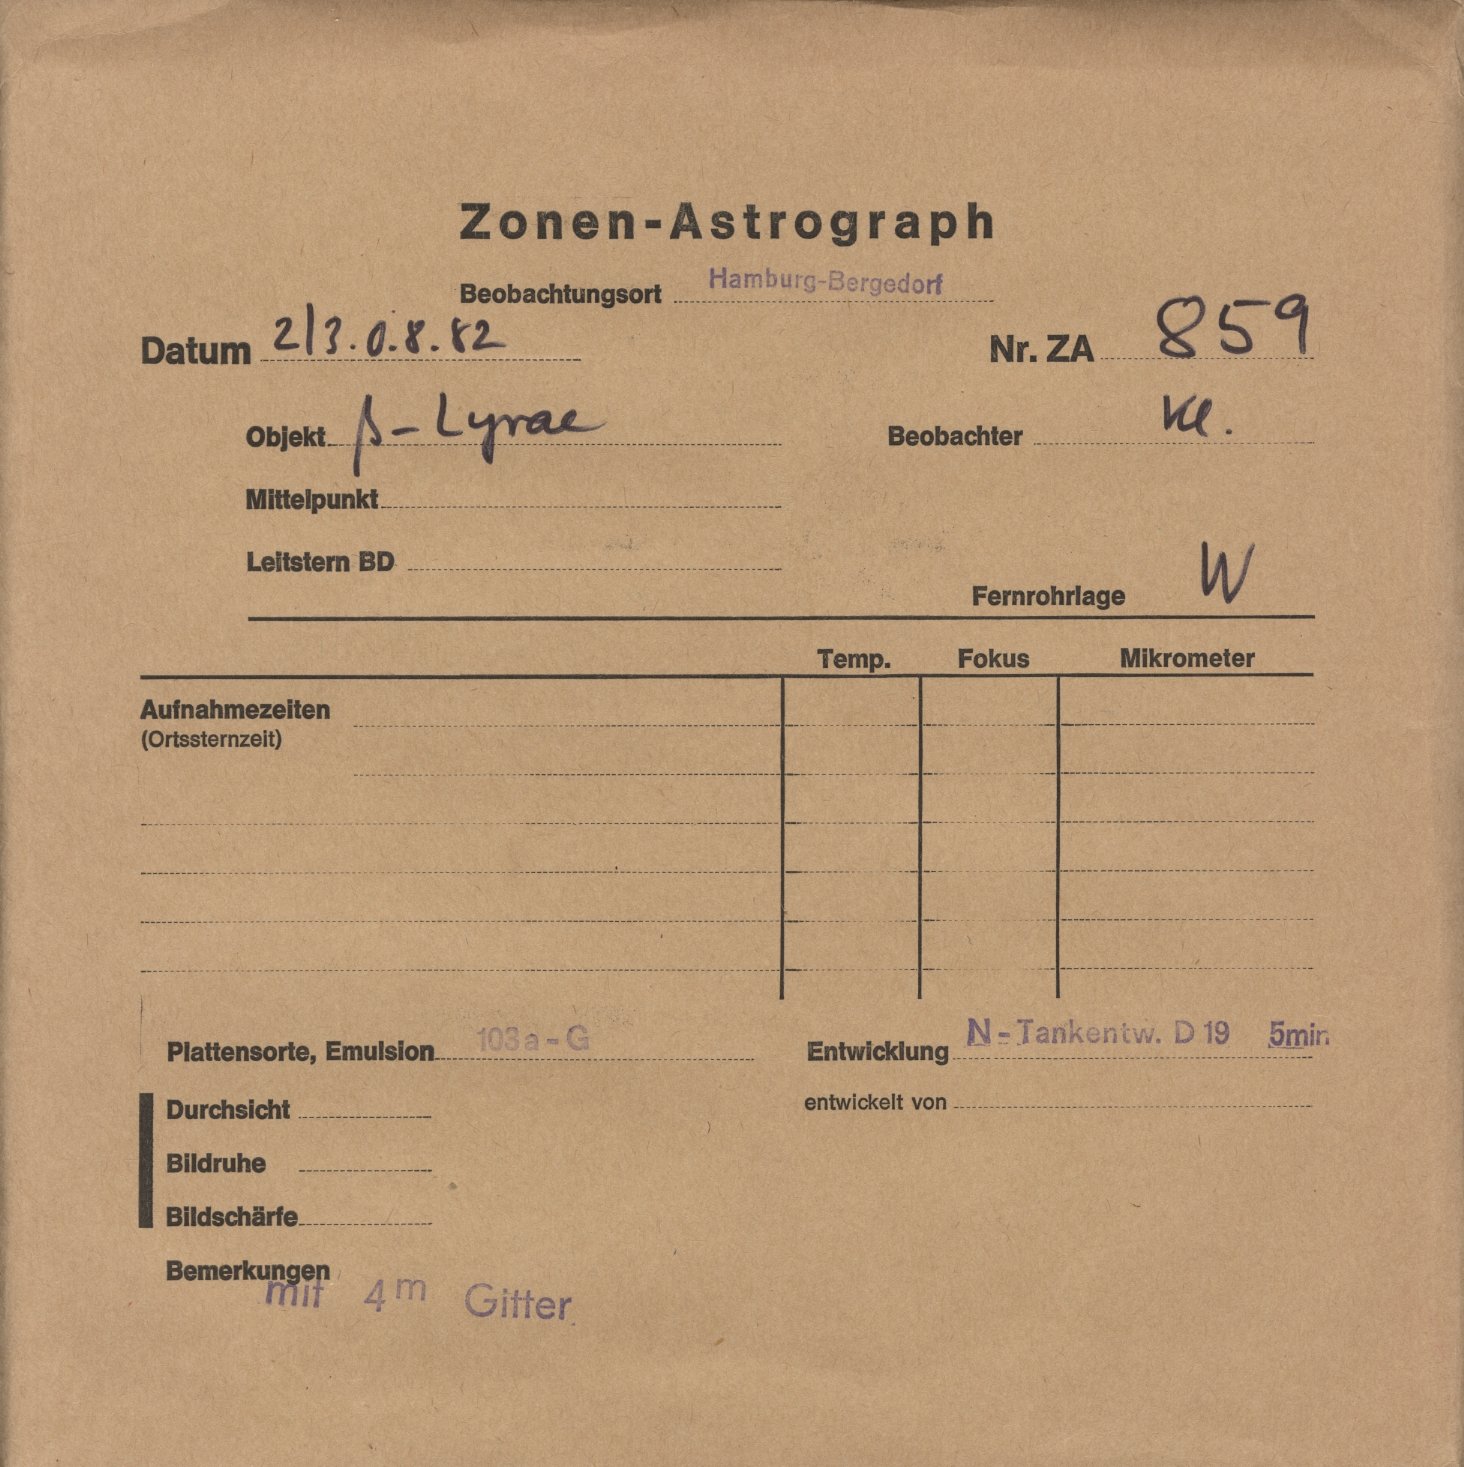 Zonen-Astrograph
Beobachtungsort Hamburg-Bergedorf
Datum 2/3.0.8.82 Nr. ZA 859
Objekt β-Lyrae Beobachter Kl.
Mittelpunkt
Leitstern BD
Fernrohrlage W
Temp. Fokus Mikrometer
Aufnahmezeiten
(Ortssternzeit)
Plattensorte, Emulsion 103a-G Entwicklung N-Tankentw. D 19 5min
Durchsicht entwickelt von
Bildruhe
Bildschärfe
Bemerkungen
mit 4m Gitter